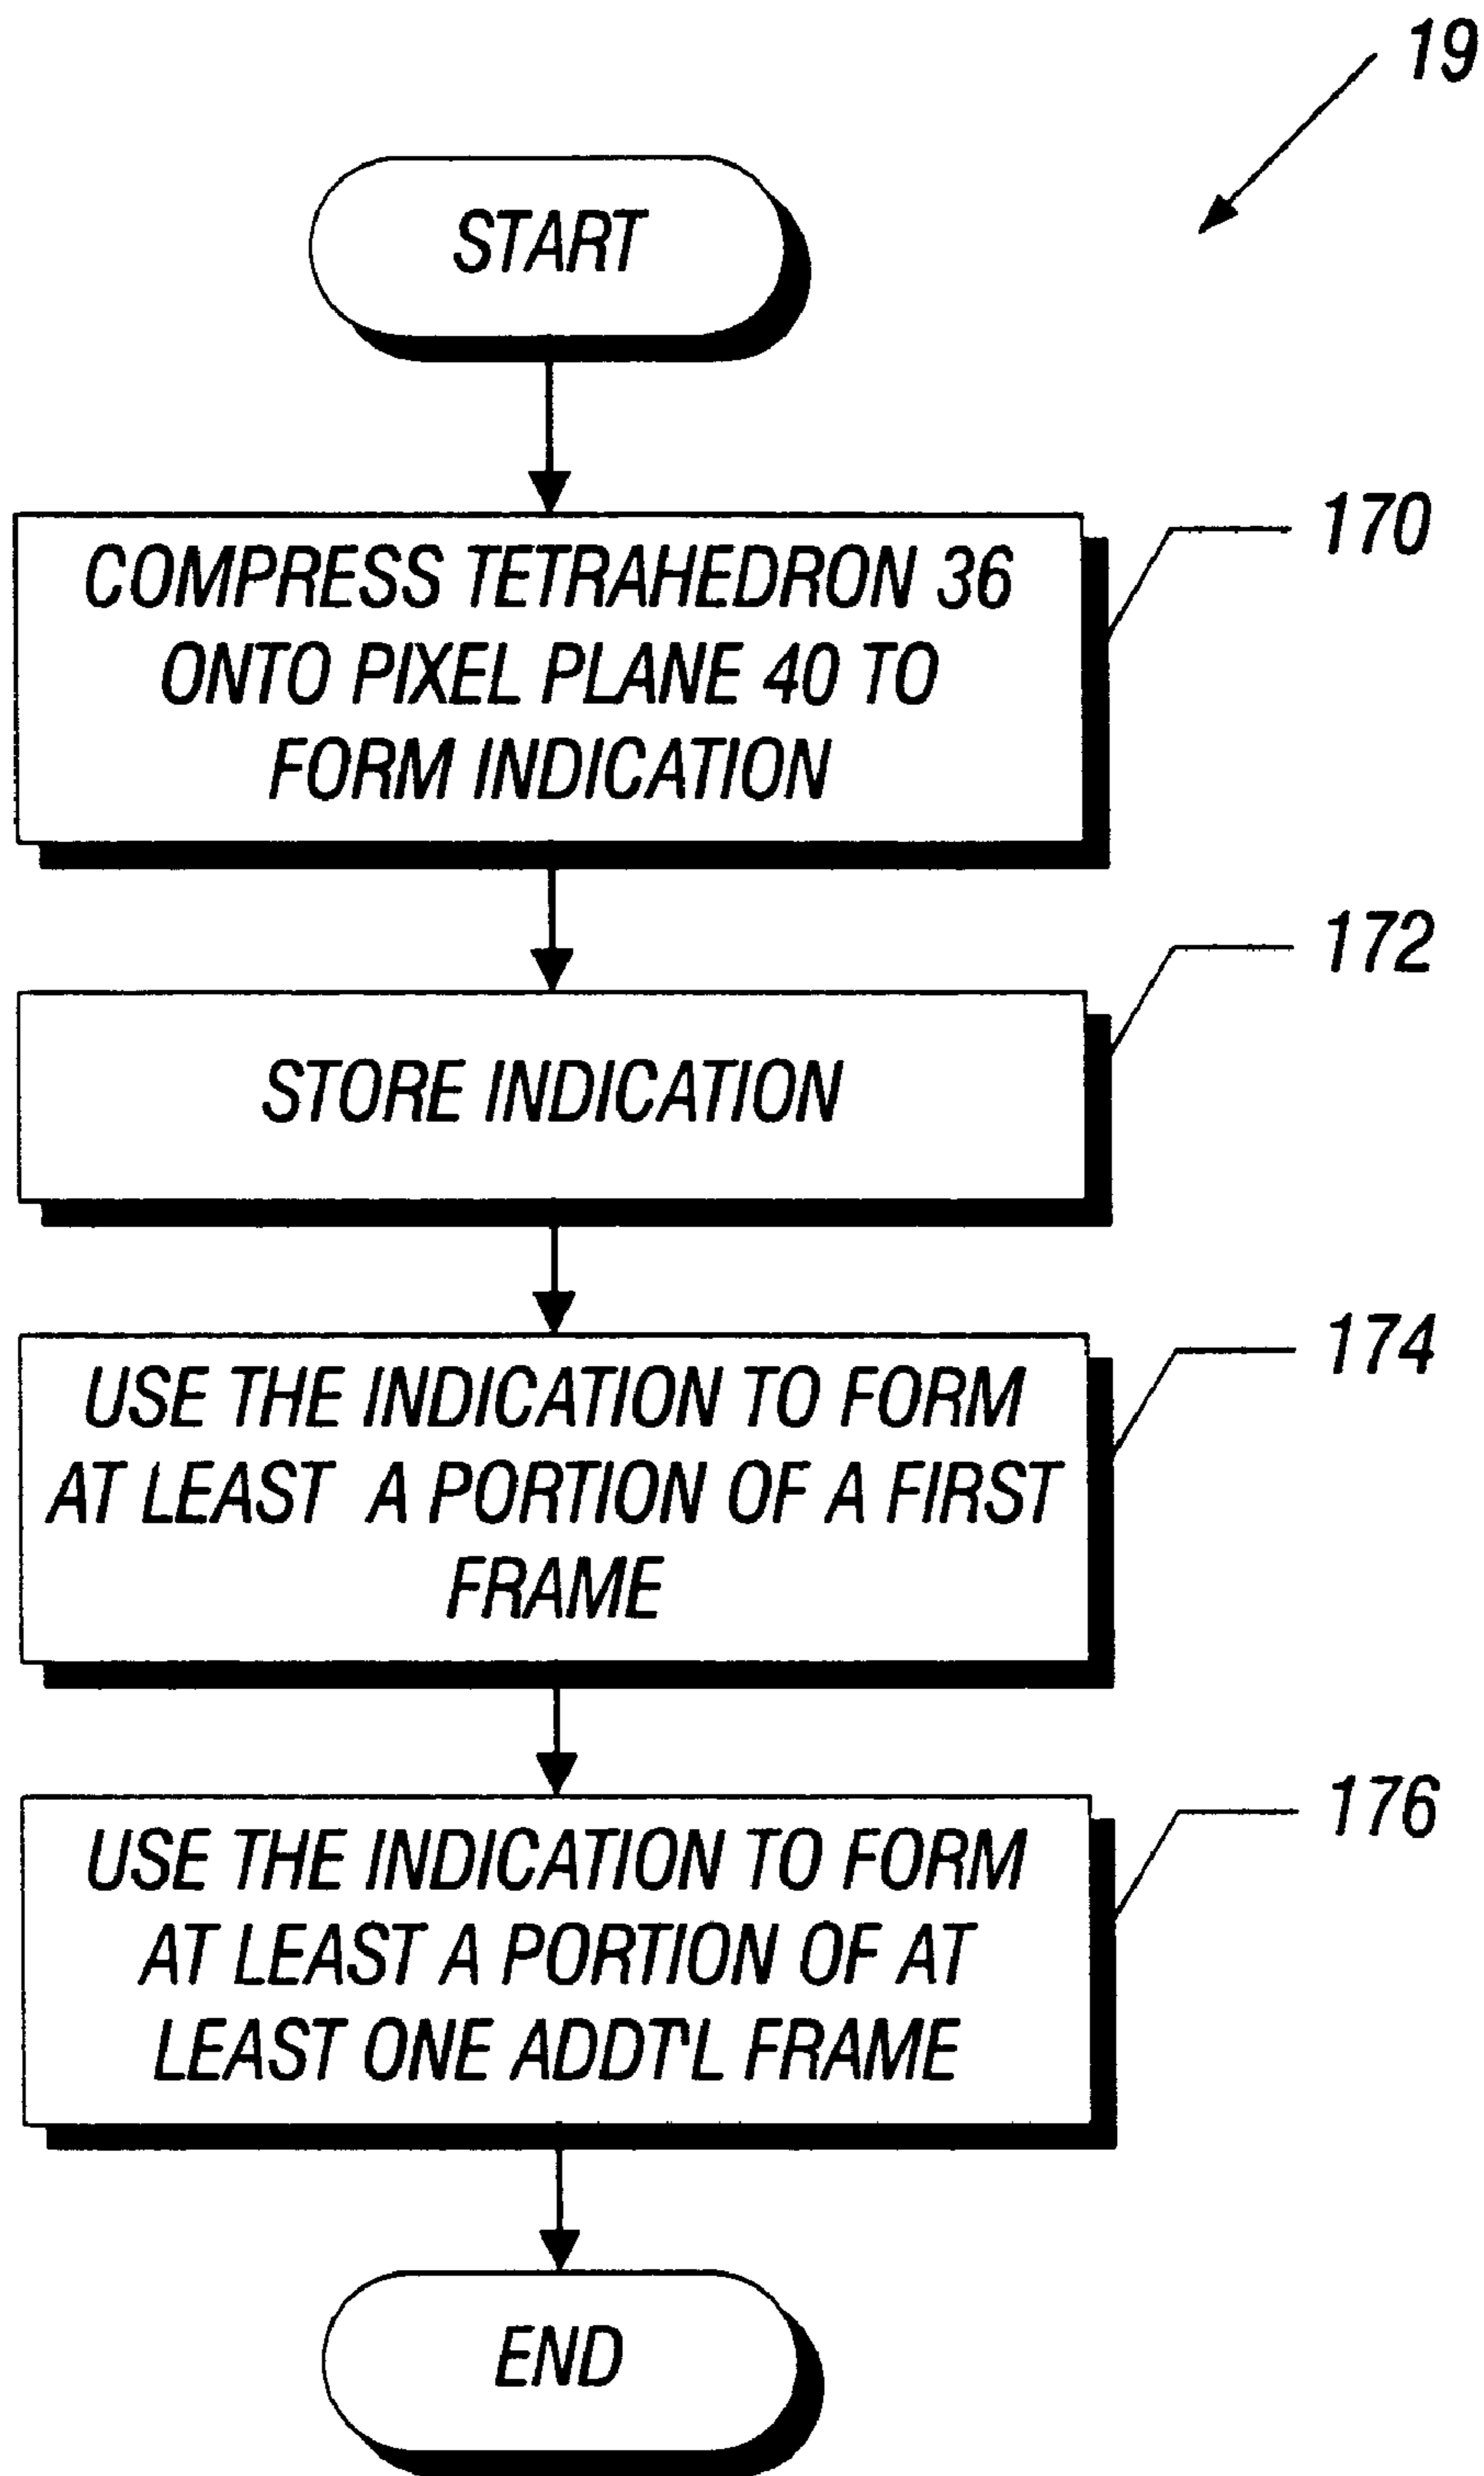 19
START
COMPRESS TETRAHEDRON 36
ONTO PIXEL PLANE 40 TO
FORM INDICATION
170
STORE INDICATION
172
USE THE INDICATION TO FORM
AT LEAST A PORTION OF A FIRST
FRAME
174
USE THE INDICATION TO FORM
AT LEAST A PORTION OF AT
LEAST ONE ADDT'L FRAME
176
END